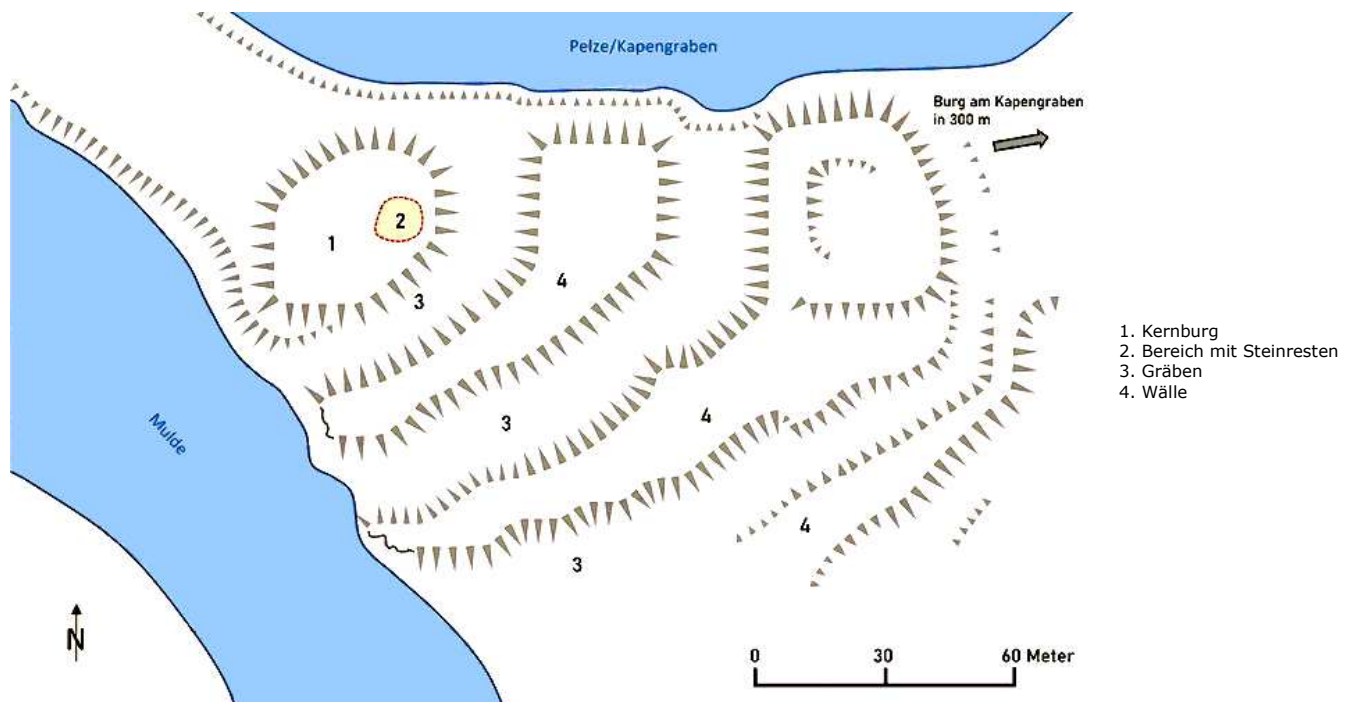 Pelze/Kapengraben
Burg am Kapengraben
in 300 m
2
1
4
3
1. Kernburg
2. Bereich mit Steinresten
3. Gräben
4. Wälle
4
3
Mulde
4
3
N
0 30 60 Meter